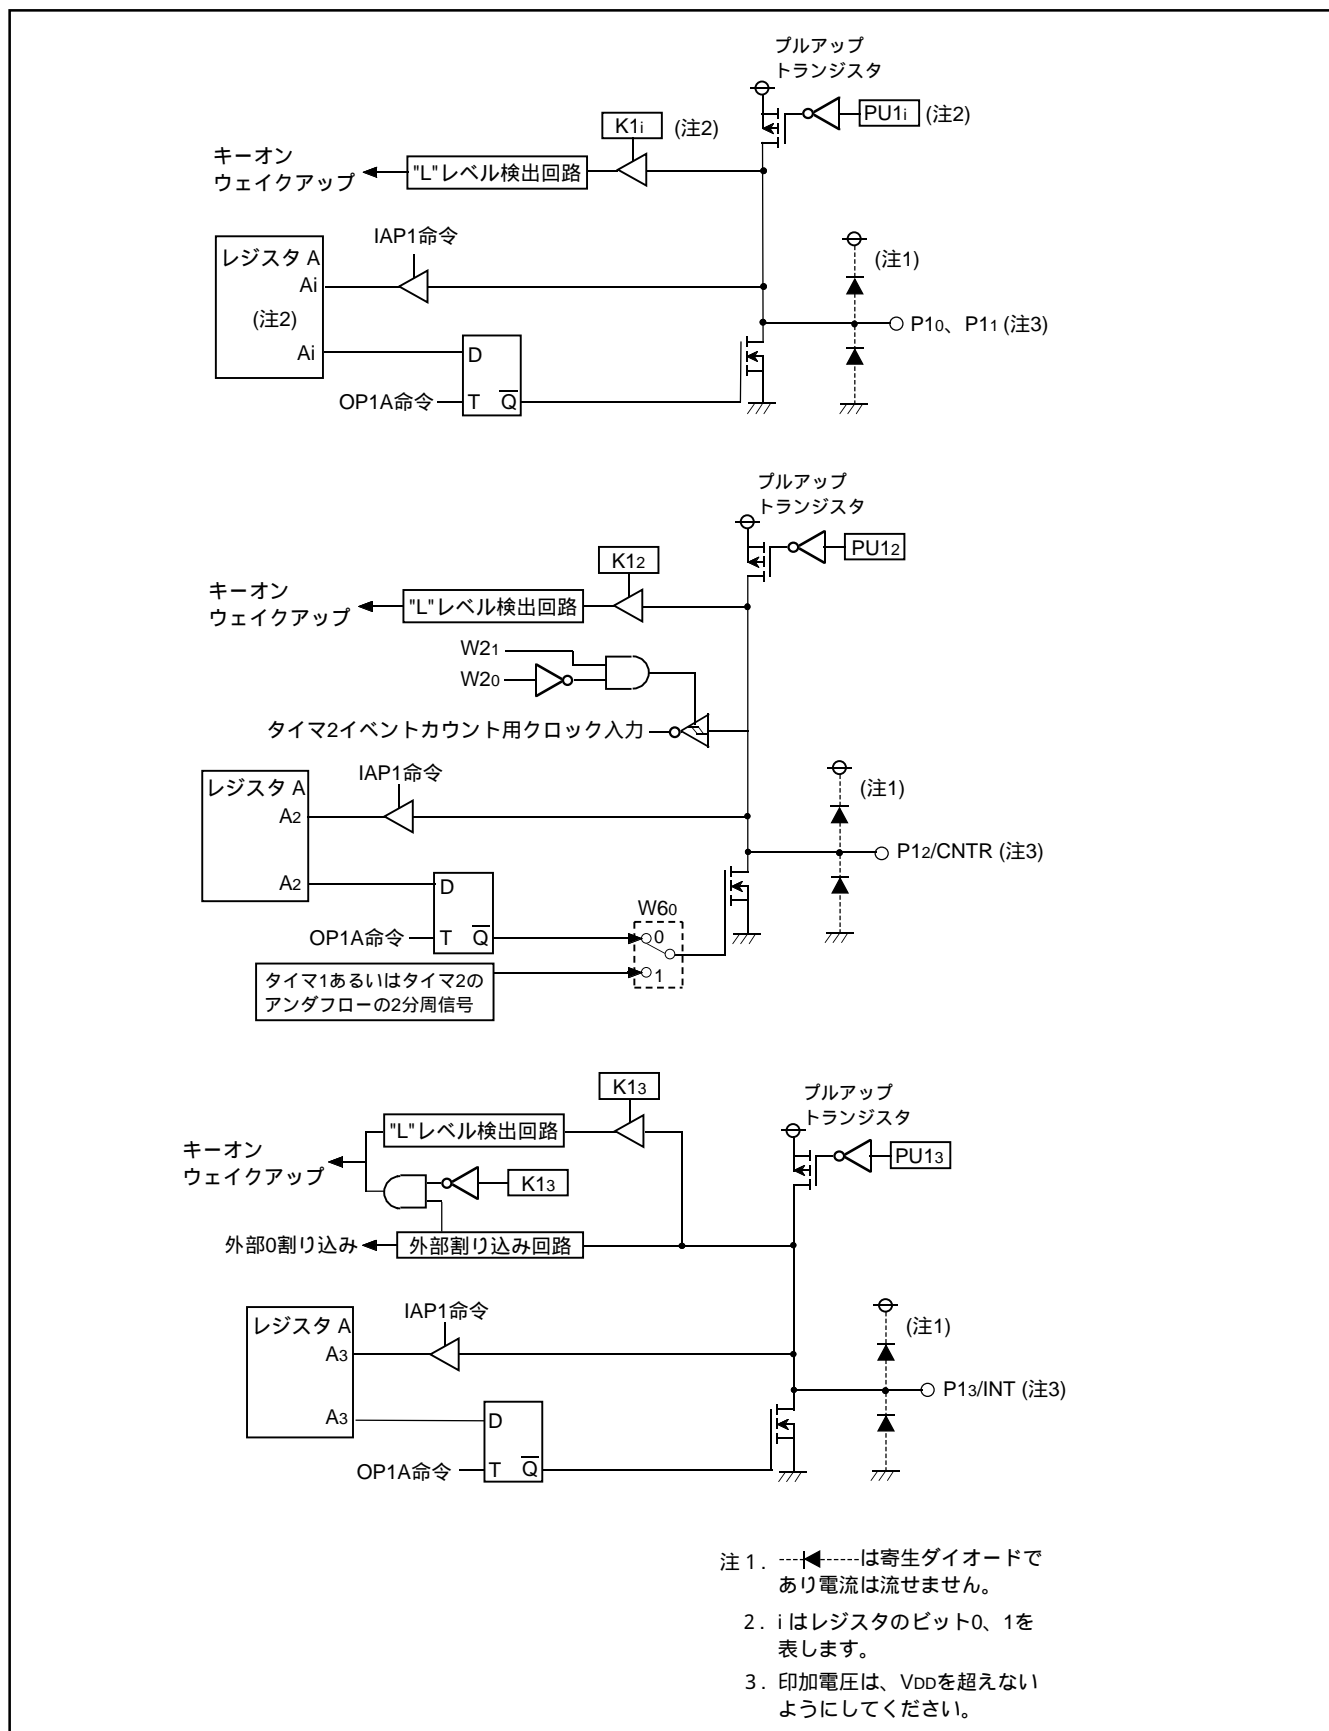 プルアップ
トランジスタ
K1i (注2)
PU1i (注2)
キーオン
ウェイクアップ
"L"レベル検出回路
IAP1命令
レジスタ A
Ai
(注2)
Ai
(注1)
P10、P11 (注3)
D
T Q
OP1A命令
プルアップ
トランジスタ
K12
PU12
キーオン
ウェイクアップ
"L"レベル検出回路
W21
W20
タイマ2イベントカウント用クロック入力
IAP1命令
レジスタ A
A2
A2
(注1)
P12/CNTR (注3)
D
T Q
OP1A命令
W60
0
1
タイマ1あるいはタイマ2の
アンダフローの2分周信号
K13
プルアップ
トランジスタ
"L"レベル検出回路
PU13
キーオン
ウェイクアップ
K13
外部0割り込み
外部割り込み回路
IAP1命令
レジスタ A
A3
A3
(注1)
P13/INT (注3)
D
T Q
OP1A命令
注 1. は寄生ダイオードで
あり電流は流せません。
2. i はレジスタのビット0、1を
表します。
3. 印加電圧は、VDDを超えない
ようにしてください。